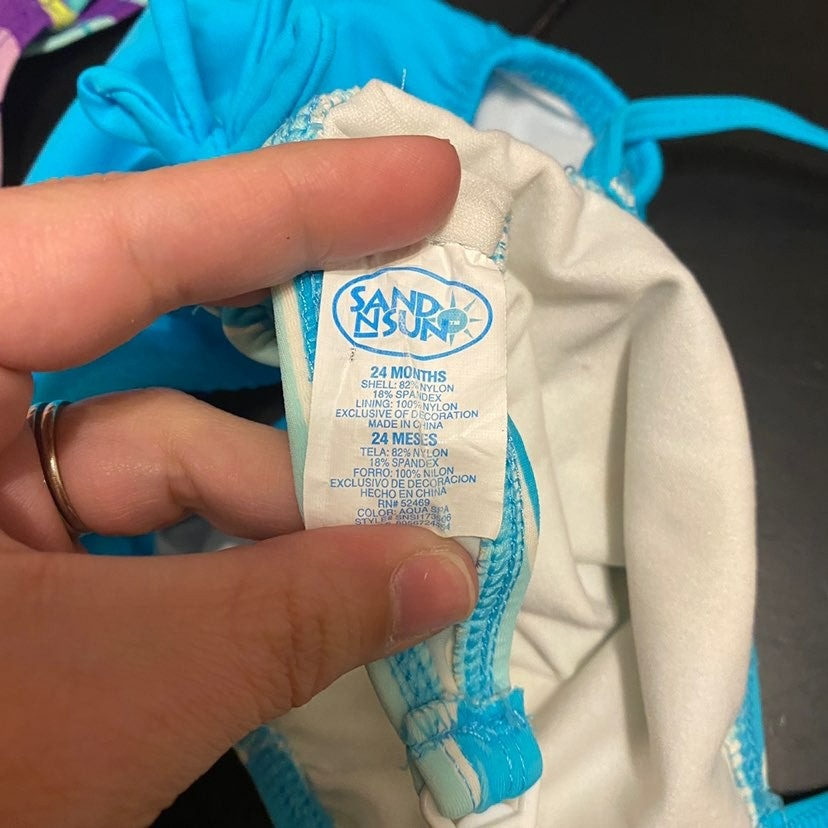 SAND
N SUN
24 MONTHS
SHELL: 82% NYLON
18% SPANDEX
LINING: 100% NYLON
EXCLUSIVE OF DECORATION
MADE IN CHINA
24 MESES
TELA: 82% NYLON
18% SPANDEX
FORRO: 100% NILON
EXCLUSIVO DE DECORACION
HECHO EN CHINA
RN# 52469
COLOR: AQUA SPA
STYLE#